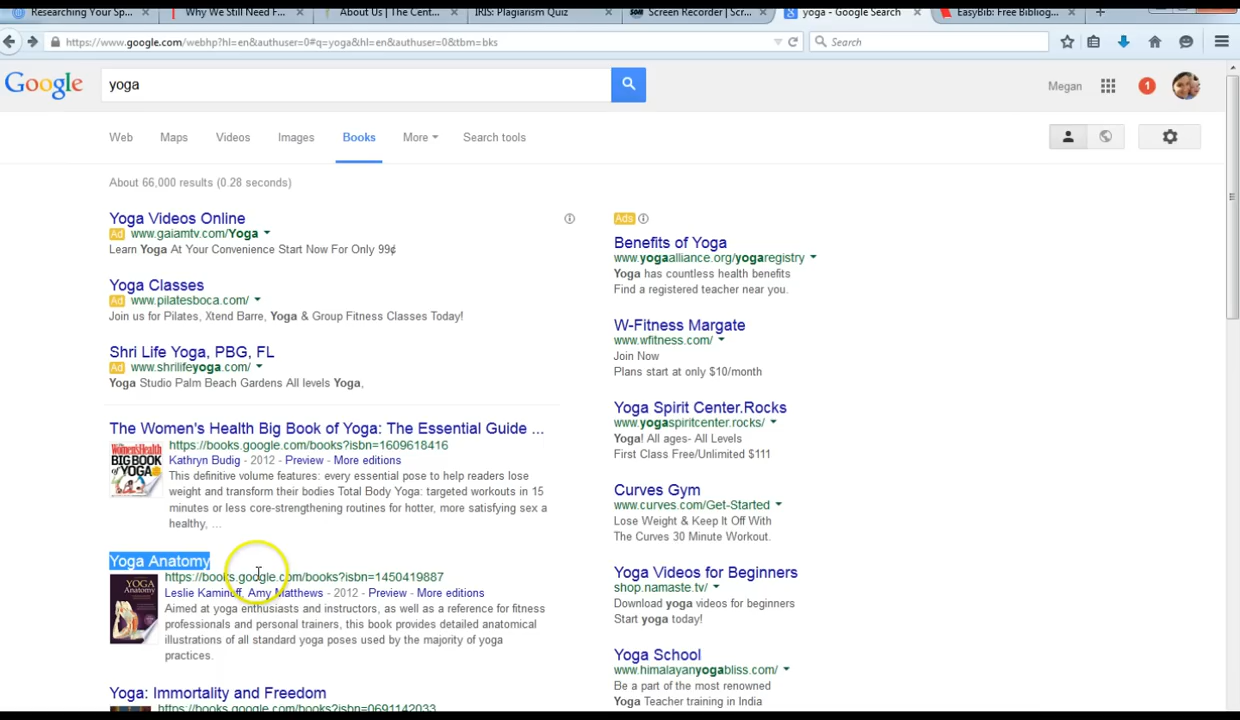 Researching Your Sp...
Why We Still Need F...
About Us | The Cent...
IRIS: Plagiarism Quiz
Screen Recorder | Scr...
yoga - Google Search
EasyBib: Free Bibliog...
https://www.google.com/webhp?hl=en&authuser=0#q=yoga&hl=en&authuser=0&tbm=bks
Search
Google
yoga
Megan
1
Web
Maps
Videos
Images
Books
More
Search tools
About 66,000 results (0.28 seconds)
Yoga Videos Online
Ad www.gaiamtv.com/Yoga
Learn Yoga At Your Convenience Start Now For Only 99¢
Yoga Classes
Ad www.pilatesboca.com/
Join us for Pilates, Xtend Barre, Yoga & Group Fitness Classes Today!
Shri Life Yoga, PBG, FL
Ad www.shrilifeyoga.com/
Yoga Studio Palm Beach Gardens All levels Yoga,
The Women's Health Big Book of Yoga: The Essential Guide ...
https://books.google.com/books?isbn=1609618416
Kathryn Budig - 2012 - Preview - More editions
This definitive volume features: every essential pose to help readers lose
weight and transform their bodies Total Body Yoga: targeted workouts in 15
minutes or less core-strengthening routines for hotter, more satisfying sex a
healthy, ...
Women'sHealth
BIG BOOK
OF YOGA
Yoga Anatomy
https://books.google.com/books?isbn=1450419887
Leslie Kaminoff, Amy Matthews - 2012 - Preview - More editions
Aimed at yoga enthusiasts and instructors, as well as a reference for fitness
professionals and personal trainers, this book provides detailed anatomical
illustrations of all standard yoga poses used by the majority of yoga
practices.
YOGA
Anatomy
Yoga: Immortality and Freedom
https://books.google.com/books?isbn=0691142033
Ads
Benefits of Yoga
www.yogaalliance.org/yogaregistry
Yoga has countless health benefits
Find a registered teacher near you.
W-Fitness Margate
www.wfitness.com/
Join Now
Plans start at only $10/month
Yoga Spirit Center.Rocks
www.yogaspiritcenter.rocks/
Yoga! All ages- All Levels
First Class Free/Unlimited $111
Curves Gym
www.curves.com/Get-Started
Lose Weight & Keep It Off With
The Curves 30 Minute Workout.
Yoga Videos for Beginners
shop.namaste.tv/
Download yoga videos for beginners
Start yoga today!
Yoga School
www.himalayanyogabliss.com/
Be a part of the most renowned
Yoga Teacher training in India